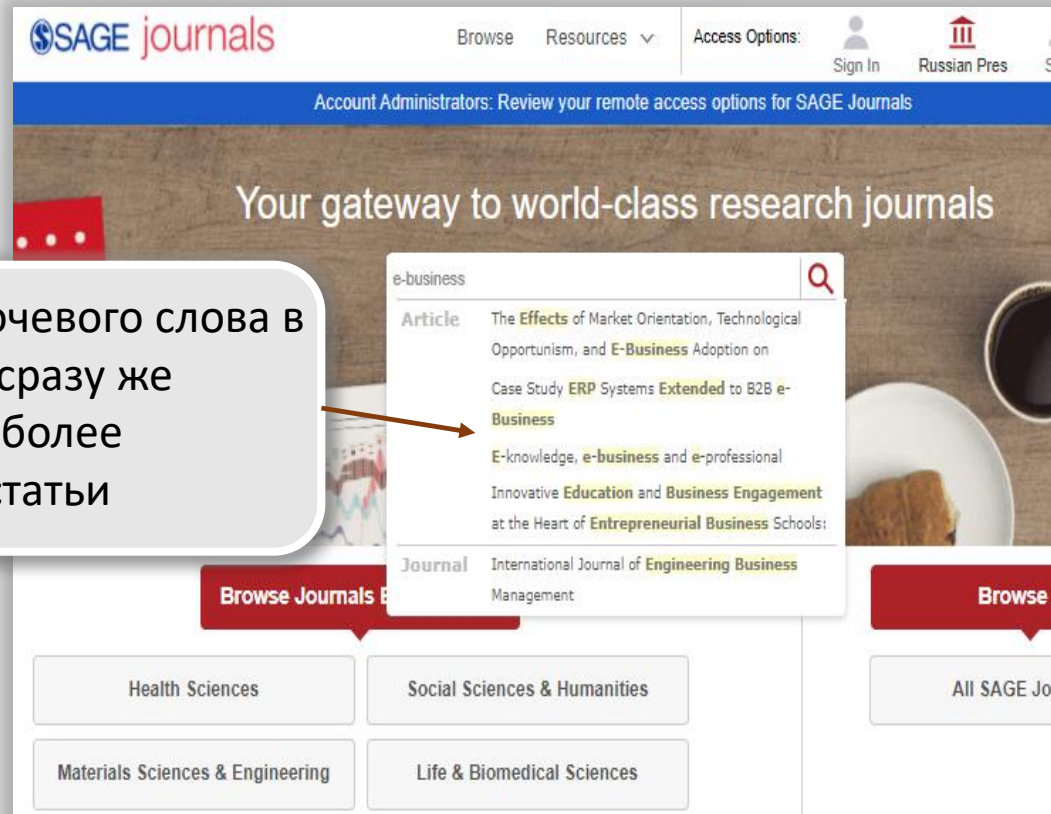 SAGE journals
Browse Resources Access Options:
Sign In Russian Pres
Account Administrators: Review your remote access options for SAGE Journals
Your gateway to world-class research journals
слова в
сразу же
более
e-business
Article The Effects of Market Orientation, Technological
Opportunism, and E-Business Adoption on
Case Study ERP Systems Extended to B2B e-
Business
E-knowledge, e-business and e-professional
Innovative Education and Business Engagement
at the Heart of Entrepreneurial Business Schools:
Journal International Journal of Engineering Business
Management
Browse Journals
Browse
Health Sciences
Social Sciences & Humanities
All SAGE
Materials Sciences & Engineering
Life & Biomedical Sciences